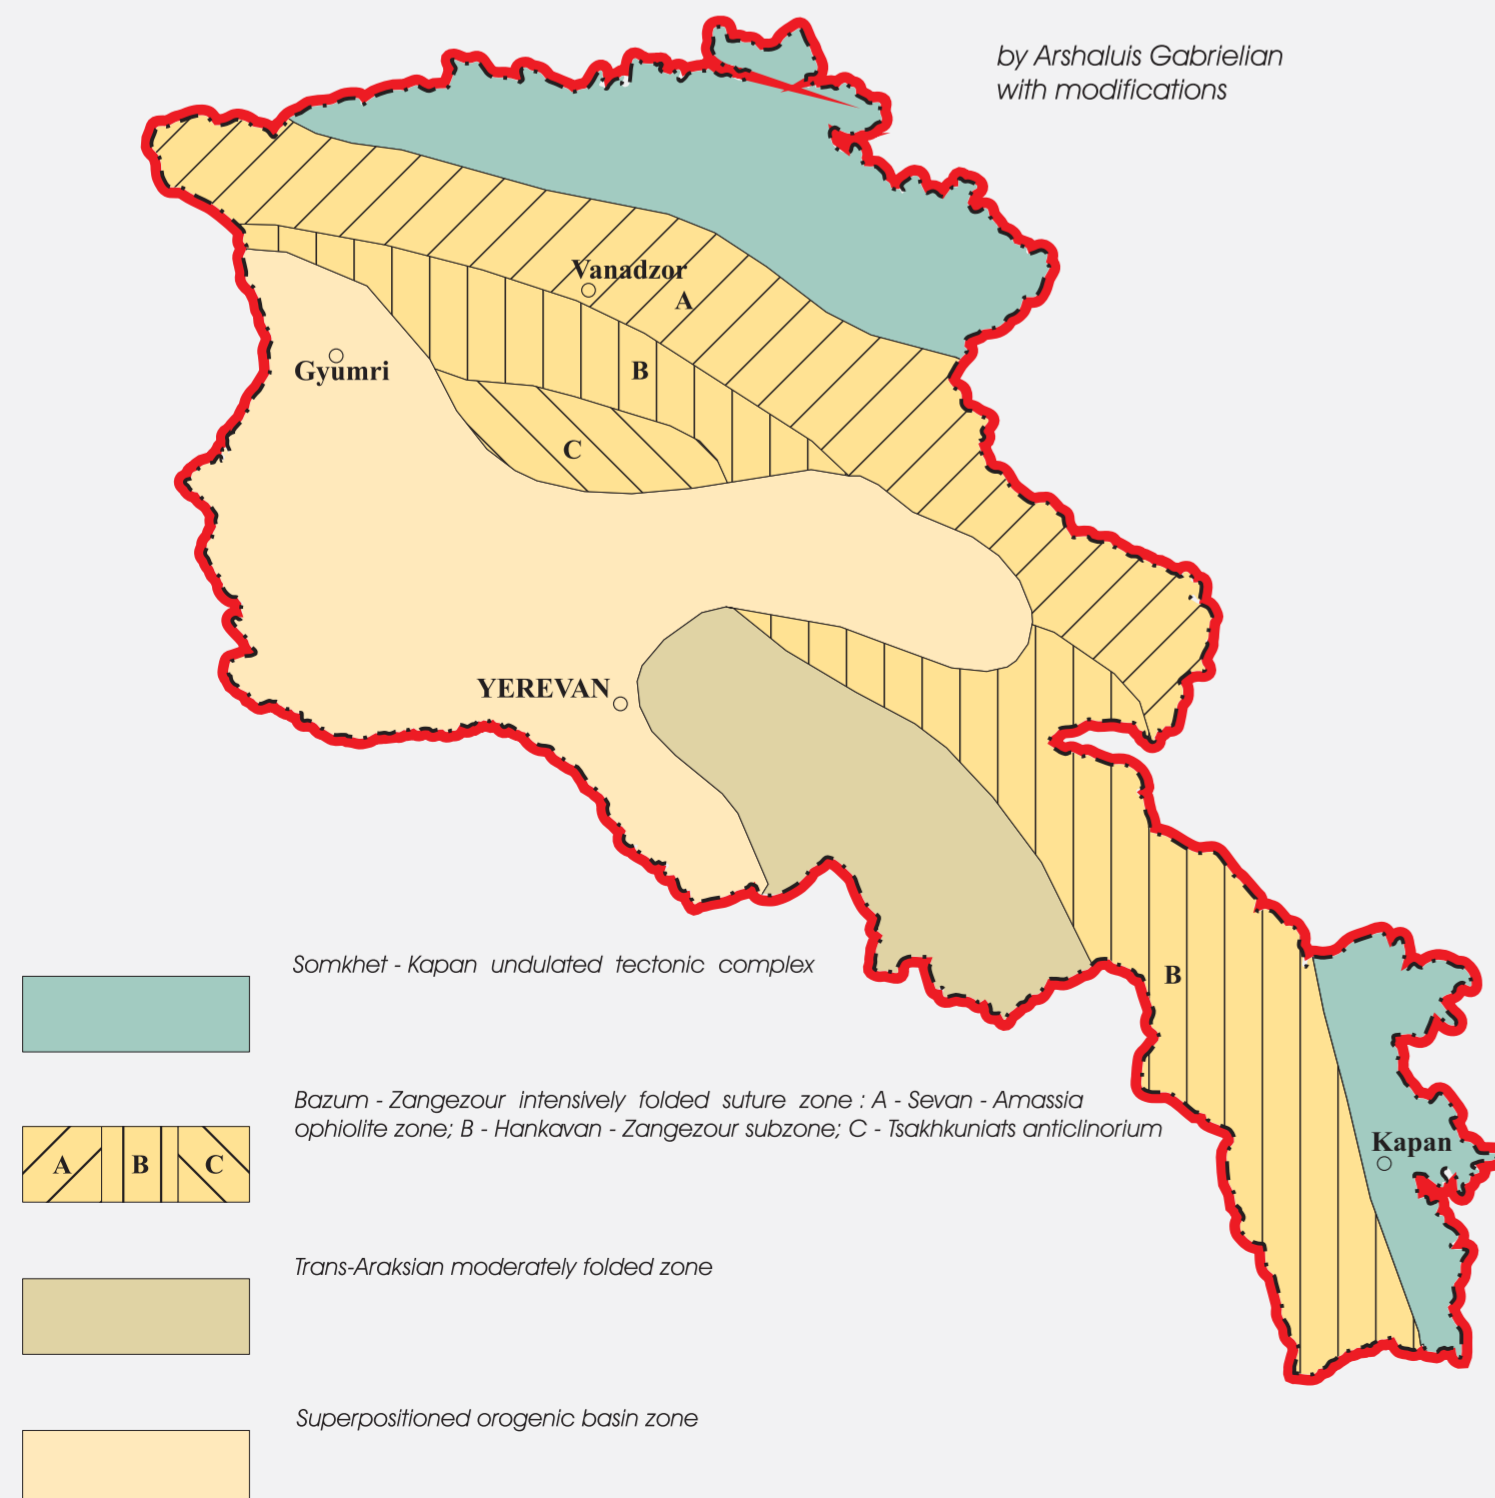 by Arshaluis Gabrielian
with modifications
Vanadzor
A
Gyumri
B
C
YEREVAN
B
Kapan
Somkhet - Kapan undulated tectonic complex
Bazum - Zangezour intensively folded suture zone : A - Sevan - Amassia
ophiolite zone; B - Hankavan - Zangezour subzone; C - Tsakhkuniats anticlinorium
A B C
Trans-Araksian moderately folded zone
Superpositioned orogenic basin zone